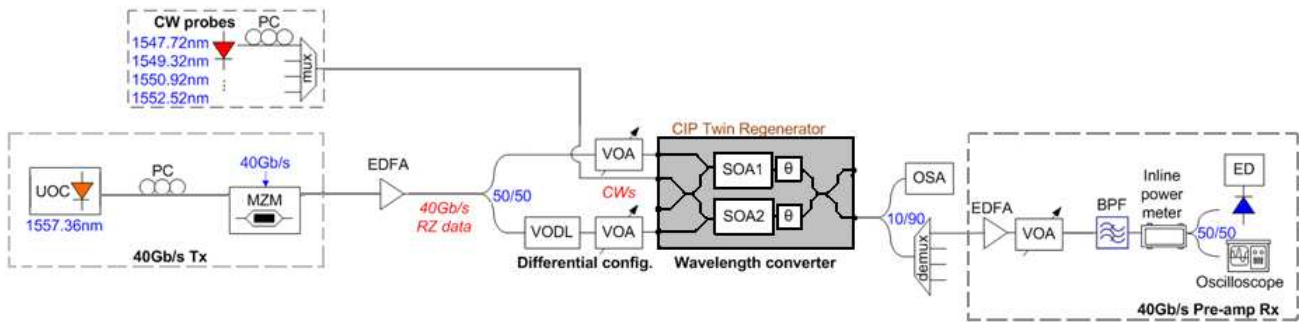 CW probes
PC
1547.72nm
1549.32nm
1550.92nm
⋮
1552.52nm
mux
CIP Twin Regenerator
40Gb/s
PC
EDFA
VOA
SOA1
θ
OSA
ED
Inline
power
meter
UOC
MZM
50/50
CWs
EDFA
BPF
1557.36nm
40Gb/s
RZ data
VODL
VOA
SOA2
θ
10/90
demux
VOA
50/50
40Gb/s Tx
Differential config.
Wavelength converter
Oscilloscope
40Gb/s Pre-amp Rx